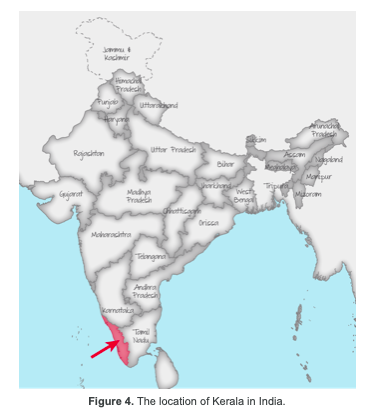 Jammu &
Kashmir
Himachal
Pradesh
Punjab
Uttarakhand
Haryana
Arunachal
Pradesh
Sikkim
Rajasthan
Uttar Pradesh
Assam
Nagaland
Bihar
Meghalaya
Manipur
Gujarat
Madhya
Pradesh
Jharkhand
West
Bengal
Tripura
Mizoram
Chhattisgarh
Orissa
Maharashtra
Telangana
Andhra
Pradesh
Karnataka
Tamil
Nadu
Figure 4. The location of Kerala in India.